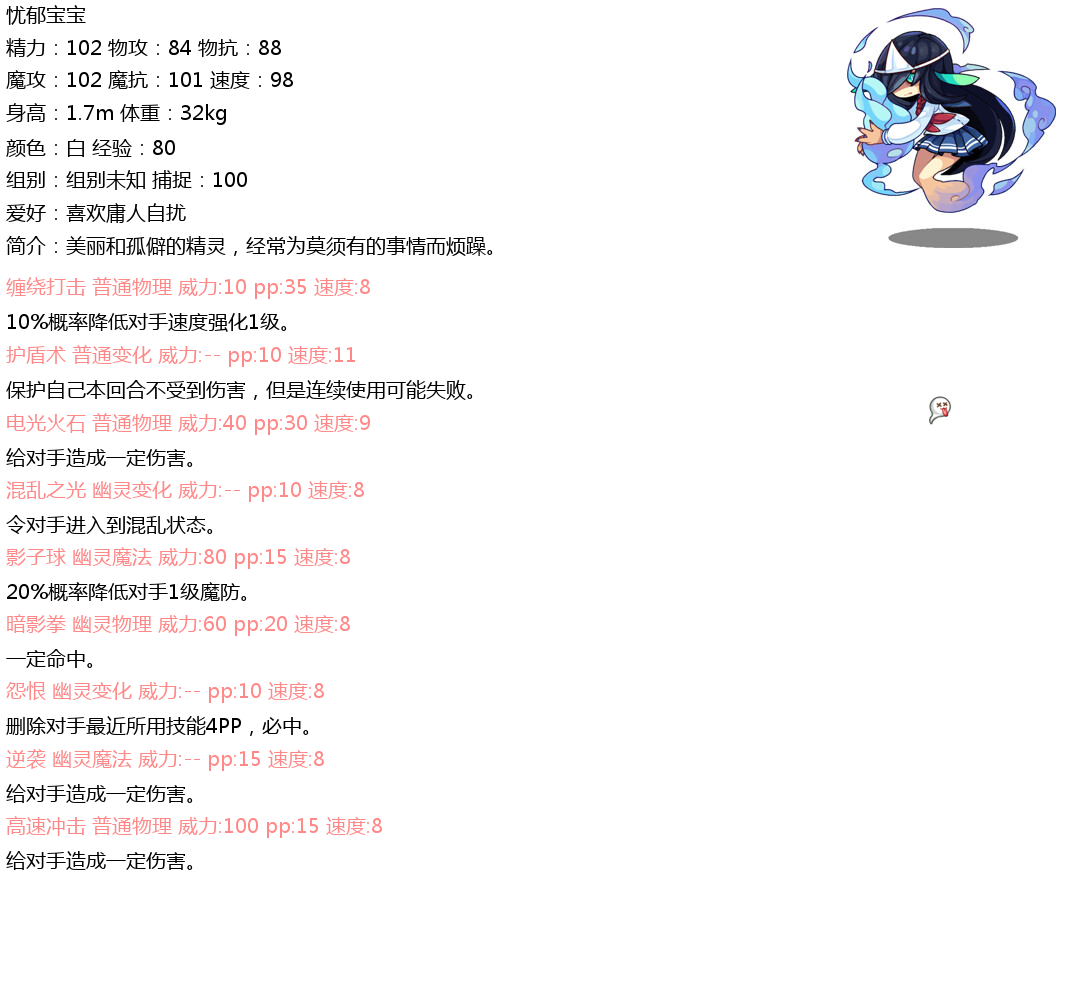 忧郁宝宝
精力：102 物攻：84 物抗：88
魔攻：102 魔抗：101 速度：98
身高：1.7m 体重：32kg
颜色：白 经验：80
组别：组别未知 捕捉：100
爱好：喜欢庸人自扰
简介：美丽和孤僻的精灵，经常为莫须有的事情而烦躁。
缠绕打击 普通物理 威力:10 pp:35 速度:8
10%概率降低对手速度强化1级。
护盾术 普通变化 威力:-- pp:10 速度:11
保护自己本回合不受到伤害，但是连续使用可能失败。
电光火石 普通物理 威力:40 pp:30 速度:9
给对手造成一定伤害。
混乱之光 幽灵变化 威力:-- pp:10 速度:8
令对手进入到混乱状态。
影子球 幽灵魔法 威力:80 pp:15 速度:8
20%概率降低对手1级魔防。
暗影拳 幽灵物理 威力:60 pp:20 速度:8
一定命中。
怨恨 幽灵变化 威力:-- pp:10 速度:8
删除对手最近所用技能4PP，必中。
逆袭 幽灵魔法 威力:-- pp:15 速度:8
给对手造成一定伤害。
高速冲击 普通物理 威力:100 pp:15 速度:8
给对手造成一定伤害。